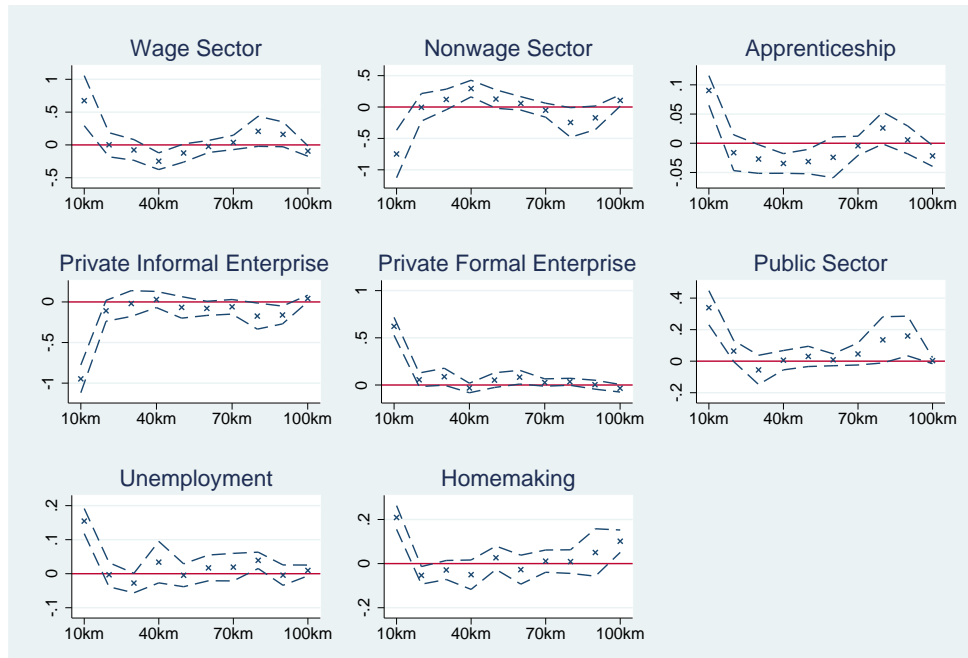 Wage Sector
1
.5
0
-.5
10km 40km 70km 100km
Nonwage Sector
.5
0
-.5
-1
10km 40km 70km 100km
Apprenticeship
.1
.05
0
-.05
10km 40km 70km 100km
Private Informal Enterprise
0
-.5
-1
10km 40km 70km 100km
Private Formal Enterprise
1
.5
0
10km 40km 70km 100km
Public Sector
.4
.2
0
-.2
10km 40km 70km 100km
Unemployment
.2
.1
0
-.1
10km 40km 70km 100km
Homemaking
.2
0
-.2
10km 40km 70km 100km